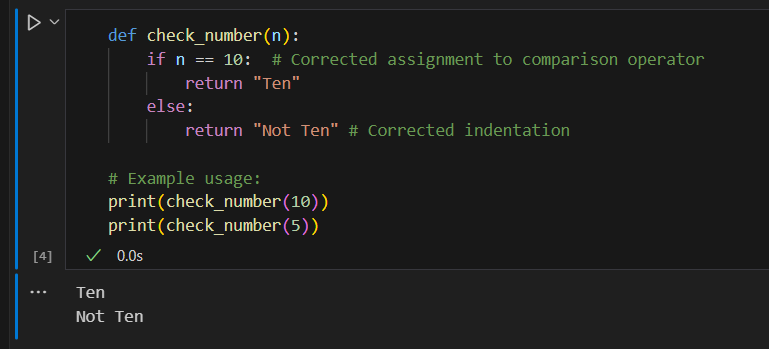 def check_number(n):
    if n == 10:  # Corrected assignment to comparison operator
        return "Ten"
    else:
        return "Not Ten" # Corrected indentation

# Example usage:
print(check_number(10))
print(check_number(5))
[4] 0.0s
Ten
Not Ten